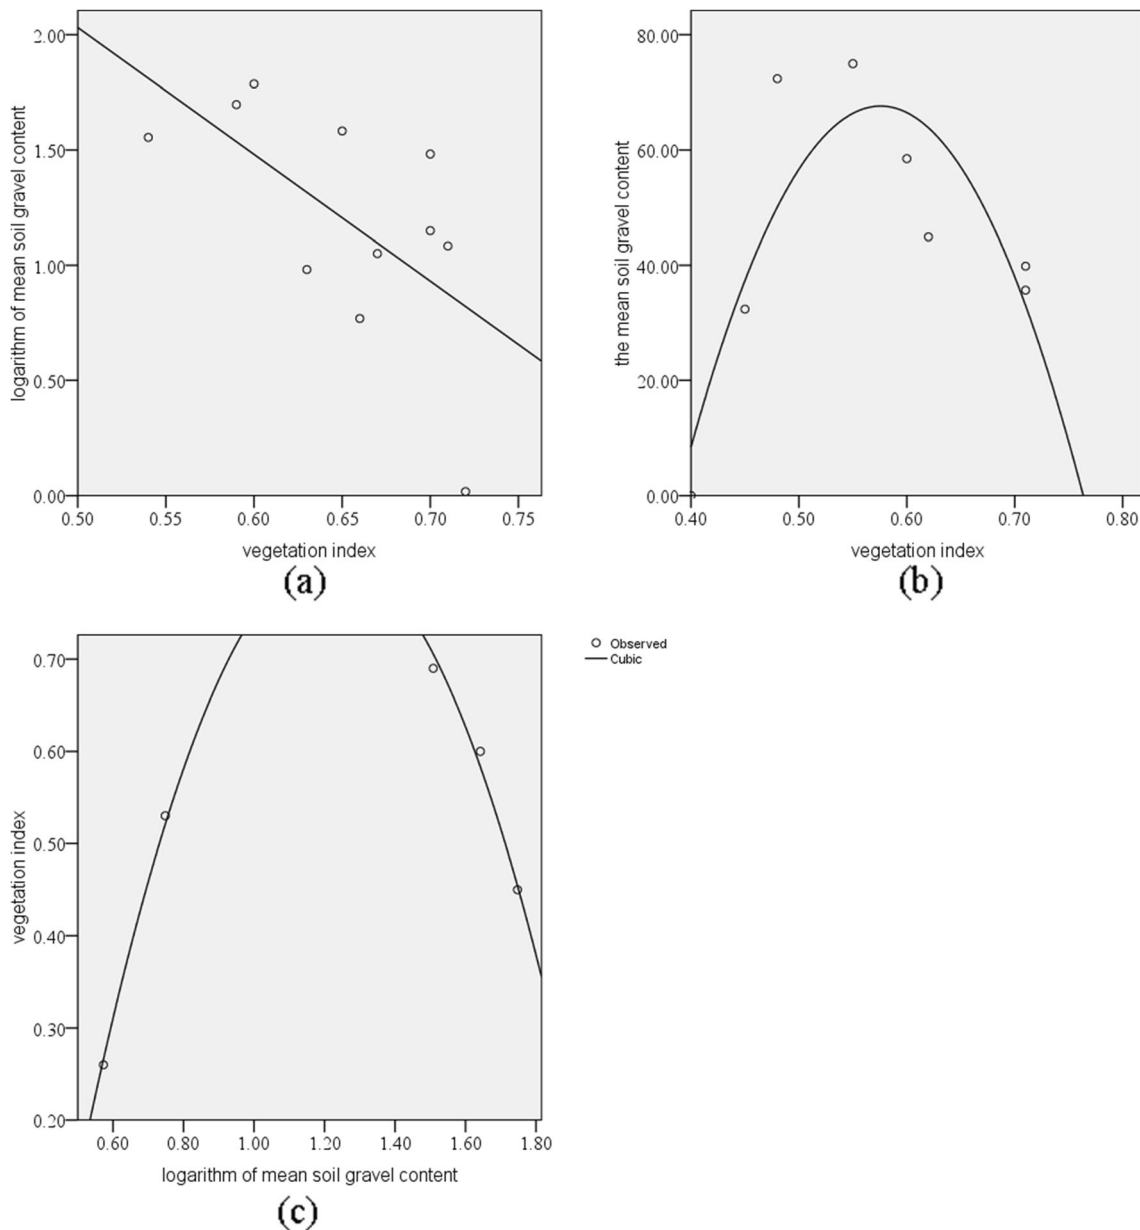 2.00
1.50
1.00
0.50
0.00
logarithm of mean soil gravel content
0.50 0.55 0.60 0.65 0.70 0.75
vegetation index
(a)
80.00
60.00
40.00
20.00
0.00
the mean soil gravel content
0.40 0.50 0.60 0.70 0.80
vegetation index
(b)
0.70
0.60
0.50
0.40
0.30
0.20
vegetation index
0.60 0.80 1.00 1.20 1.40 1.60 1.80
logarithm of mean soil gravel content
(c)
Observed
Cubic